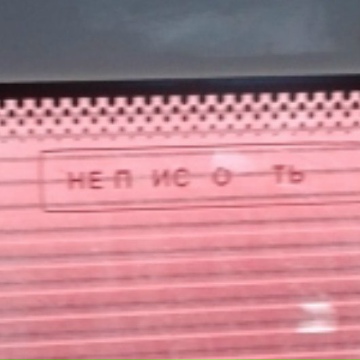 НЕ П ИС О ТЬ